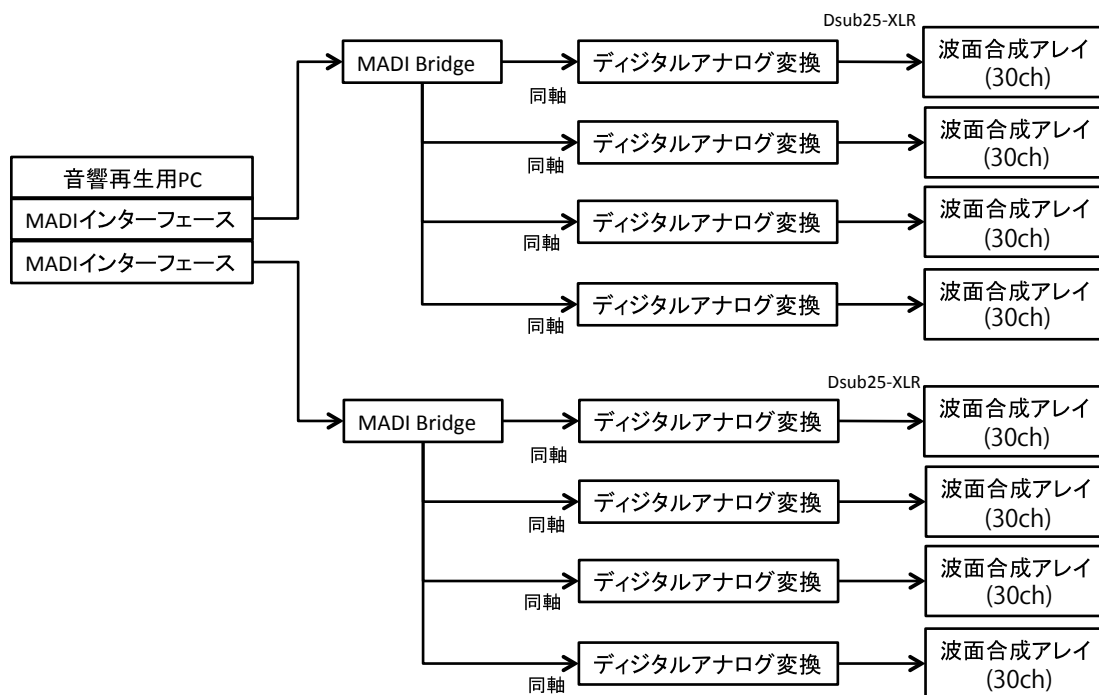 Dsub25-XLR
MADI Bridge
ディジタルアナログ変換
波面合成アレイ
(30ch)
同軸
ディジタルアナログ変換
波面合成アレイ
(30ch)
同軸
音響再生用PC
MADIインターフェース
MADIインターフェース
ディジタルアナログ変換
波面合成アレイ
(30ch)
同軸
ディジタルアナログ変換
波面合成アレイ
(30ch)
同軸
Dsub25-XLR
MADI Bridge
ディジタルアナログ変換
波面合成アレイ
(30ch)
同軸
ディジタルアナログ変換
波面合成アレイ
(30ch)
同軸
ディジタルアナログ変換
波面合成アレイ
(30ch)
同軸
ディジタルアナログ変換
波面合成アレイ
(30ch)
同軸